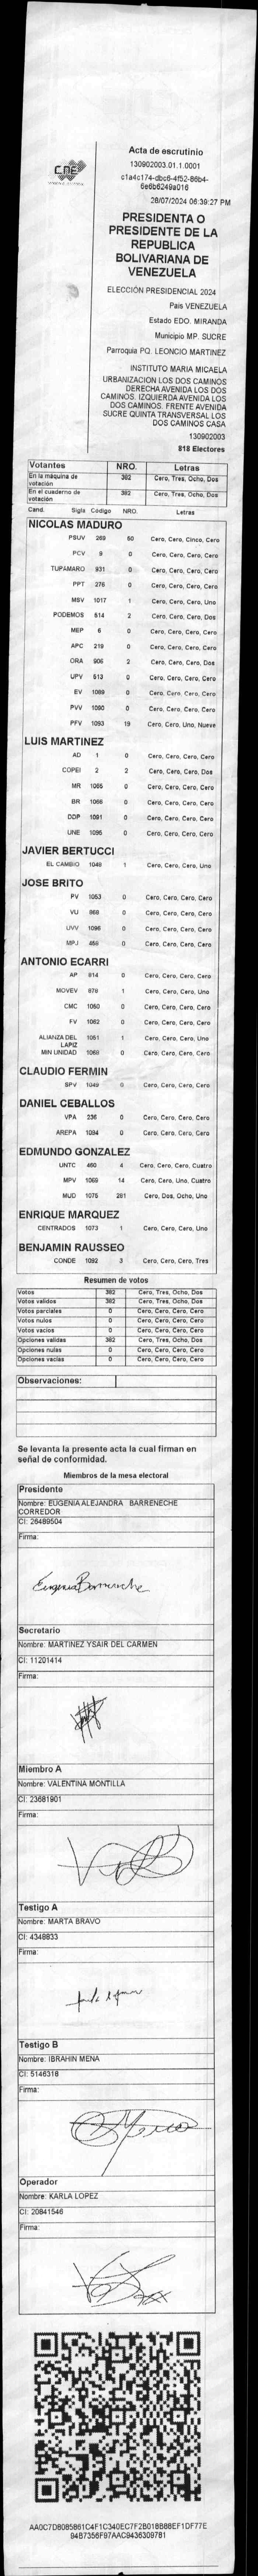 CNE
Acta de escrutinio
130902003.01.1.0001
c1a4c174-dbc6-4f52-86b4-
6e6b6249a016
28/07/2024 06:39:27 PM
PRESIDENTA O
PRESIDENTE DE LA
REPUBLICA
BOLIVARIANA DE
VENEZUELA
ELECCIÓN PRESIDENCIAL 2024
Pais VENEZUELA
Estado EDO. MIRANDA
Municipio MP. SUCRE
Parroquia PQ. LEONCIO MARTINEZ
INSTITUTO MARIA MICAELA
URBANIZACION LOS DOS CAMINOS
DERECHA AVENIDA LOS DOS
CAMINOS. IZQUIERDA AVENIDA LOS
DOS CAMINOS. FRENTE AVENIDA
SUCRE QUINTA TRANSVERSAL LOS
DOS CAMINOS CASA
130902003
818 Electores
Votantes NRO. Letras
En la máquina de votación 382 Cero, Tres, Ocho, Dos
En el cuaderno de votación 382 Cero, Tres, Ocho, Dos
Cand. Sigla Código NRO. Letras
NICOLAS MADURO
PSUV 269 50 Cero, Cero, Cinco, Cero
PCV 9 0 Cero, Cero, Cero, Cero
TUPAMARO 931 0 Cero, Cero, Cero, Cero
PPT 276 0 Cero, Cero, Cero, Cero
MSV 1017 1 Cero, Cero, Cero, Uno
PODEMOS 514 2 Cero, Cero, Cero, Dos
MEP 6 0 Cero, Cero, Cero, Cero
APC 219 0 Cero, Cero, Cero, Cero
ORA 906 2 Cero, Cero, Cero, Dos
UPV 513 0 Cero, Cero, Cero, Cero
EV 1089 0 Cero, Cero, Cero, Cero
PVV 1080 0 Cero, Cero, Cero, Cero
PFV 1093 19 Cero, Cero, Uno, Nueve
LUIS MARTINEZ
AD 1 0 Cero, Cero, Cero, Cero
COPEI 2 2 Cero, Cero, Cero, Dos
MR 1085 0 Cero, Cero, Cero, Cero
BR 1066 0 Cero, Cero, Cero, Cero
DDP 1091 0 Cero, Cero, Cero, Cero
UNE 1095 0 Cero, Cero, Cero, Cero
JAVIER BERTUCCI
EL CAMBIO 1048 1 Cero, Cero, Cero, Uno
JOSE BRITO
PV 1053 0 Cero, Cero, Cero, Cero
VU 868 0 Cero, Cero, Cero, Cero
UVV 1096 0 Cero, Cero, Cero, Cero
MPJ 456 0 Cero, Cero, Cero, Cero
ANTONIO ECARRI
AP 814 0 Cero, Cero, Cero, Cero
MOVEV 878 1 Cero, Cero, Cero, Uno
CMC 1050 0 Cero, Cero, Cero, Cero
FV 1062 0 Cero, Cero, Cero, Cero
ALIANZA DEL LAPIZ 1051 1 Cero, Cero, Cero, Uno
MIN UNIDAD 1068 0 Cero, Cero, Cero, Cero
CLAUDIO FERMIN
SPV 1049 0 Cero, Cero, Cero, Cero
DANIEL CEBALLOS
VPA 236 0 Cero, Cero, Cero, Cero
AREPA 1094 0 Cero, Cero, Cero, Cero
EDMUNDO GONZALEZ
UNTC 460 4 Cero, Cero, Cero, Cuatro
MPV 1069 14 Cero, Cero, Uno, Cuatro
MUD 1075 281 Cero, Dos, Ocho, Uno
ENRIQUE MARQUEZ
CENTRADOS 1073 1 Cero, Cero, Cero, Uno
BENJAMIN RAUSSEO
CONDE 1092 3 Cero, Cero, Cero, Tres
Resumen de votos
Votos 382 Cero, Tres, Ocho, Dos
Votos validos 382 Cero, Tres, Ocho, Dos
Votos parciales 0 Cero, Cero, Cero, Cero
Votos nulos 0 Cero, Cero, Cero, Cero
Votos vacios 0 Cero, Cero, Cero, Cero
Opciones validas 382 Cero, Tres, Ocho, Dos
Opciones nulas 0 Cero, Cero, Cero, Cero
Opciones vacias 0 Cero, Cero, Cero, Cero
Observaciones:
Se levanta la presente acta la cual firman en
señal de conformidad.
Miembros de la mesa electoral
Presidente
Nombre: EUGENIA ALEJANDRA BARRENECHE
CORREDOR
CI: 26489504
Firma:
Eugenia Barreneche
Secretario
Nombre: MARTINEZ YSAIR DEL CARMEN
CI: 11201414
Firma:
Miembro A
Nombre: VALENTINA MONTILLA
CI: 23681901
Firma:
Testigo A
Nombre: MARTA BRAVO
CI: 4348833
Firma:
Testigo B
Nombre: IBRAHIN MENA
CI: 5146318
Firma:
Operador
Nombre: KARLA LOPEZ
CI: 20841546
Firma:
AA0C7D8085861C4F1C340EC7F2B018B88EF1DF77E
94B7356F97AAC9436309781